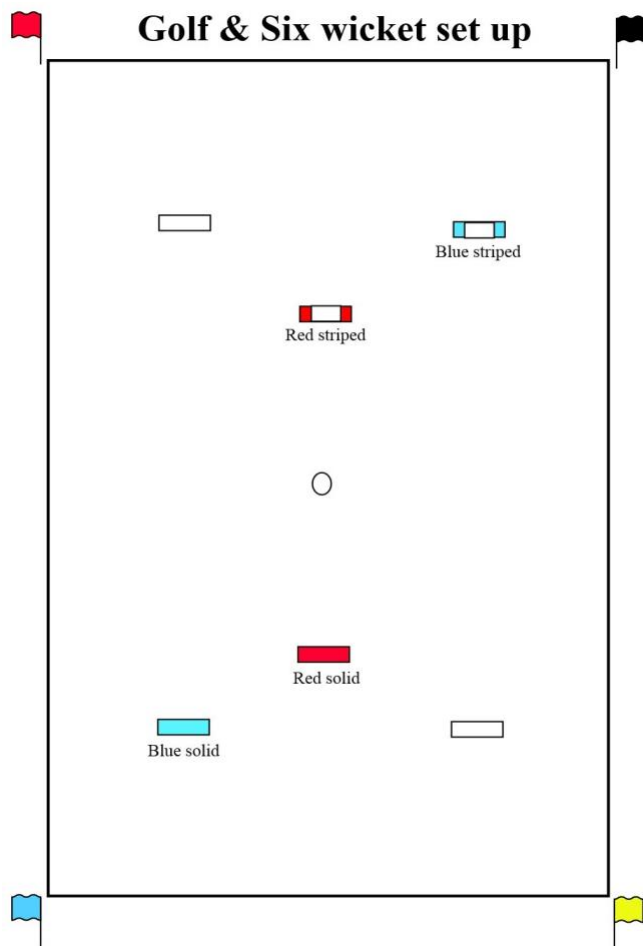 Golf & Six wicket set up
Blue striped
Red striped
Red solid
Blue solid